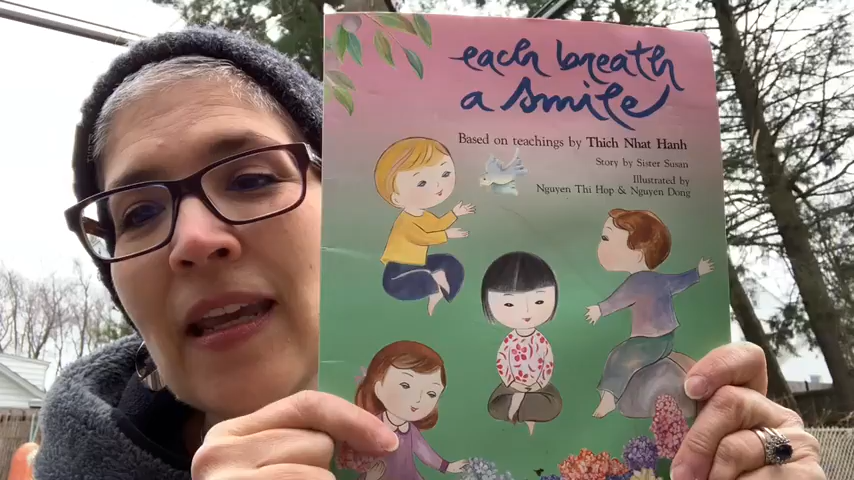 each breath
a smile
Based on teachings by Thich Nhat Hanh
Story by Sister Susan
Illustrated by
Nguyen Thi Hop & Nguyen Dong